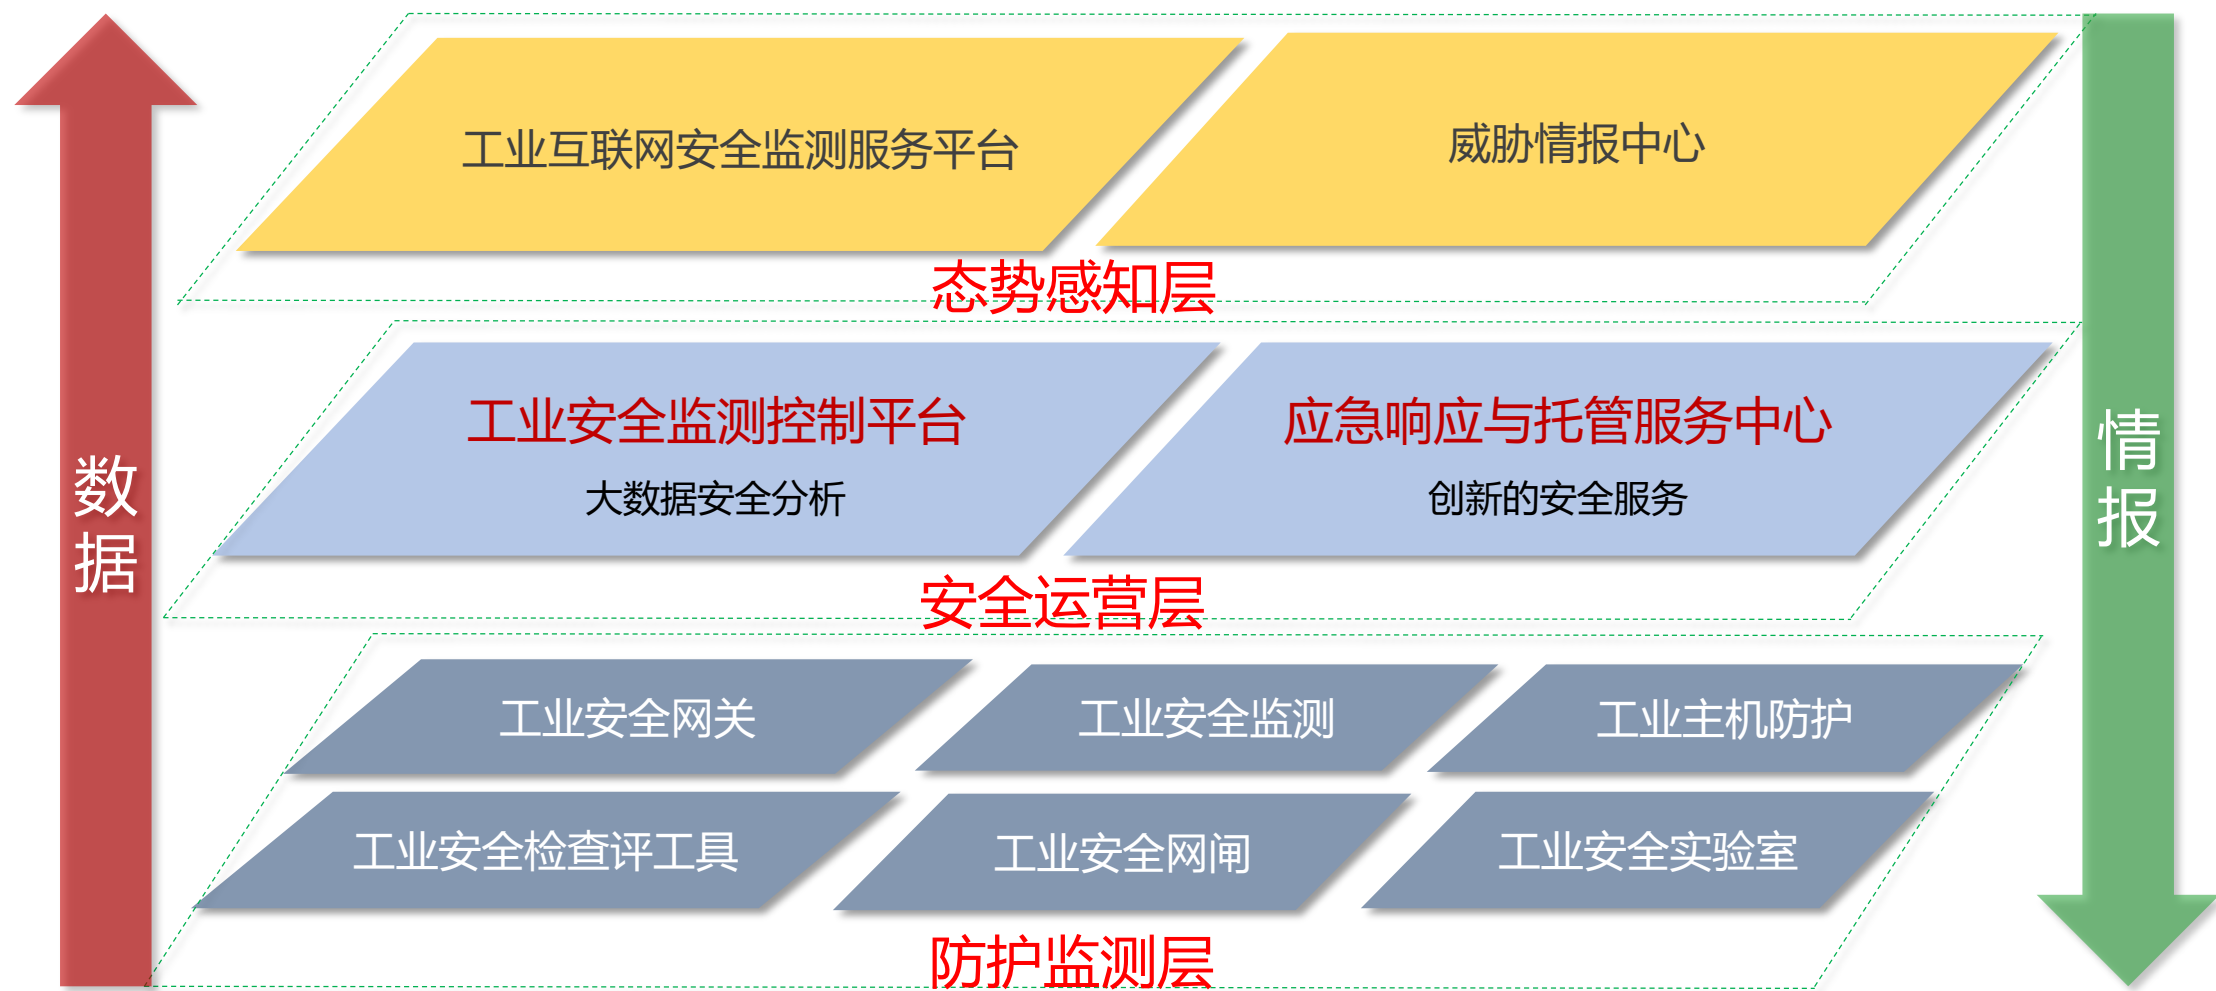 工业互联网安全监测服务平台
威胁情报中心
态势感知层
工业安全监测控制平台
大数据安全分析
应急响应与托管服务中心
创新的安全服务
安全运营层
工业安全网关
工业安全监测
工业主机防护
工业安全检查评工具
工业安全网闸
工业安全实验室
防护监测层
数
据
情
报